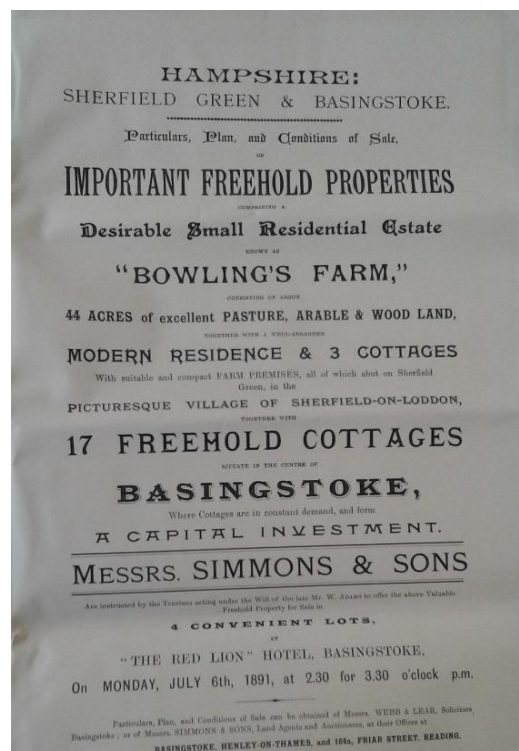 HAMPSHIRE:
SHERFIELD GREEN & BASINGSTOKE.
Particulars, Plan, and Conditions of Sale,
OF
IMPORTANT FREEHOLD PROPERTIES
COMPRISING A
Desirable Small Residential Estate
KNOWN AS
"BOWLING'S FARM,"
CONSISTING OF ABOUT
44 ACRES of excellent PASTURE, ARABLE & WOOD LAND,
TOGETHER WITH A WELL-ARRANGED
MODERN RESIDENCE & 3 COTTAGES
With suitable and compact FARM PREMISES, all of which abut on Sherfield
Green, in the
PICTURESQUE VILLAGE OF SHERFIELD-ON-LODDON,
TOGETHER WITH
17 FREEHOLD COTTAGES
SITUATE IN THE CENTRE OF
BASINGSTOKE,
Where Cottages are in constant demand, and form
A CAPITAL INVESTMENT.
MESSRS. SIMMONS & SONS
Are instructed by the Trustees acting under the Will of the late Mr. W. ADAMS to offer the above Valuable
Freehold Property for Sale in
4 CONVENIENT LOTS,
AT
"THE RED LION" HOTEL, BASINGSTOKE,
On MONDAY, JULY 6th, 1891, at 2.30 for 3.30 o'clock p.m.
Particulars, Plan, and Conditions of Sale can be obtained of Messrs. WEBB & LEAR, Solicitors,
Basingstoke; or of Messrs. SIMMONS & SONS, Land Agents and Auctioneers, at their Offices at
BASINGSTOKE, HENLEY-ON-THAMES, and 164a, FRIAR STREET, READING.